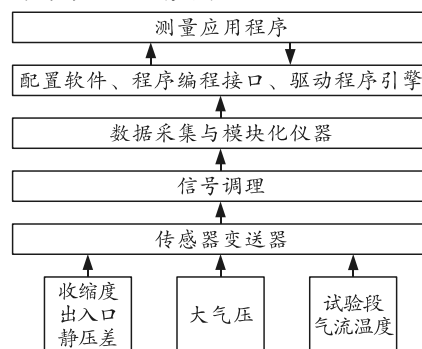 测量应用程序
配置软件、程序编程接口、驱动程序引擎
数据采集与模块化仪器
信号调理
传感器变送器
收缩度
出入口
静压差
大气压
试验段
气流温度